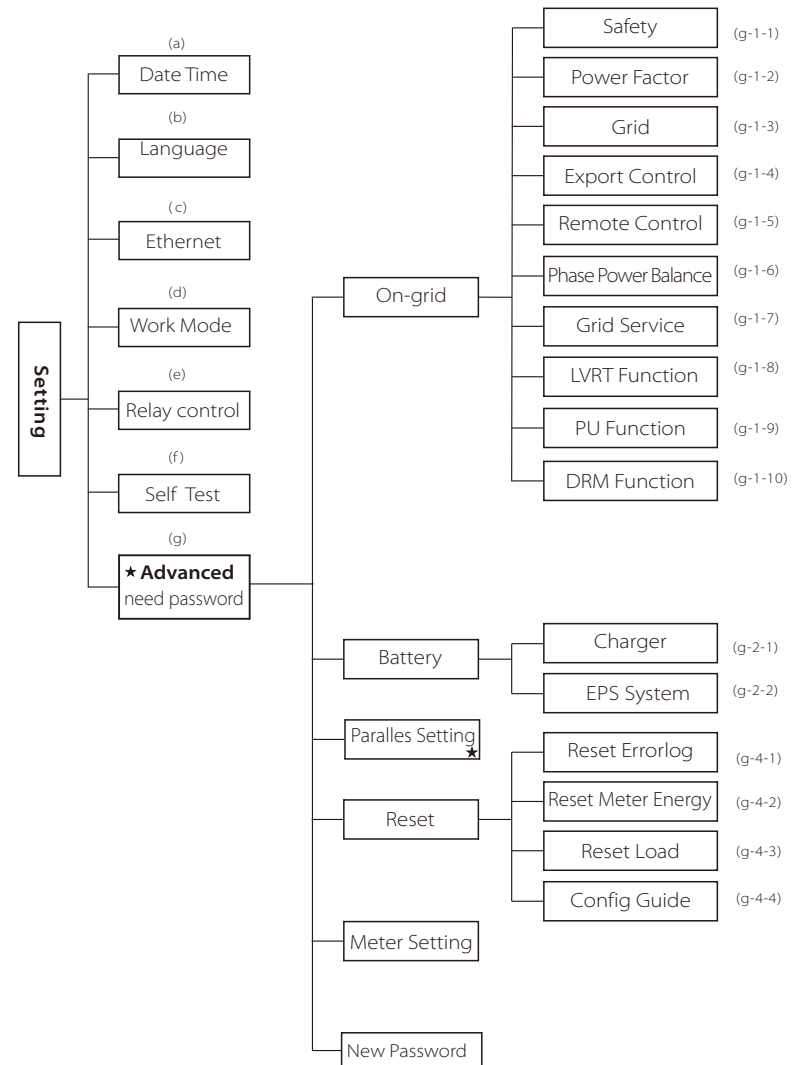 Setting
(a)
Date Time
(b)
Language
(c)
Ethernet
(d)
Work Mode
(e)
Relay control
(f)
Self Test
(g)
★ Advanced
need password
On-grid
Safety (g-1-1)
Power Factor (g-1-2)
Grid (g-1-3)
Export Control (g-1-4)
Remote Control (g-1-5)
Phase Power Balance (g-1-6)
Grid Service (g-1-7)
LVRT Function (g-1-8)
PU Function (g-1-9)
DRM Function (g-1-10)
Battery
Charger (g-2-1)
EPS System (g-2-2)
Paralles Setting
★
Reset
Reset Errorlog (g-4-1)
Reset Meter Energy (g-4-2)
Reset Load (g-4-3)
Config Guide (g-4-4)
Meter Setting
New Password